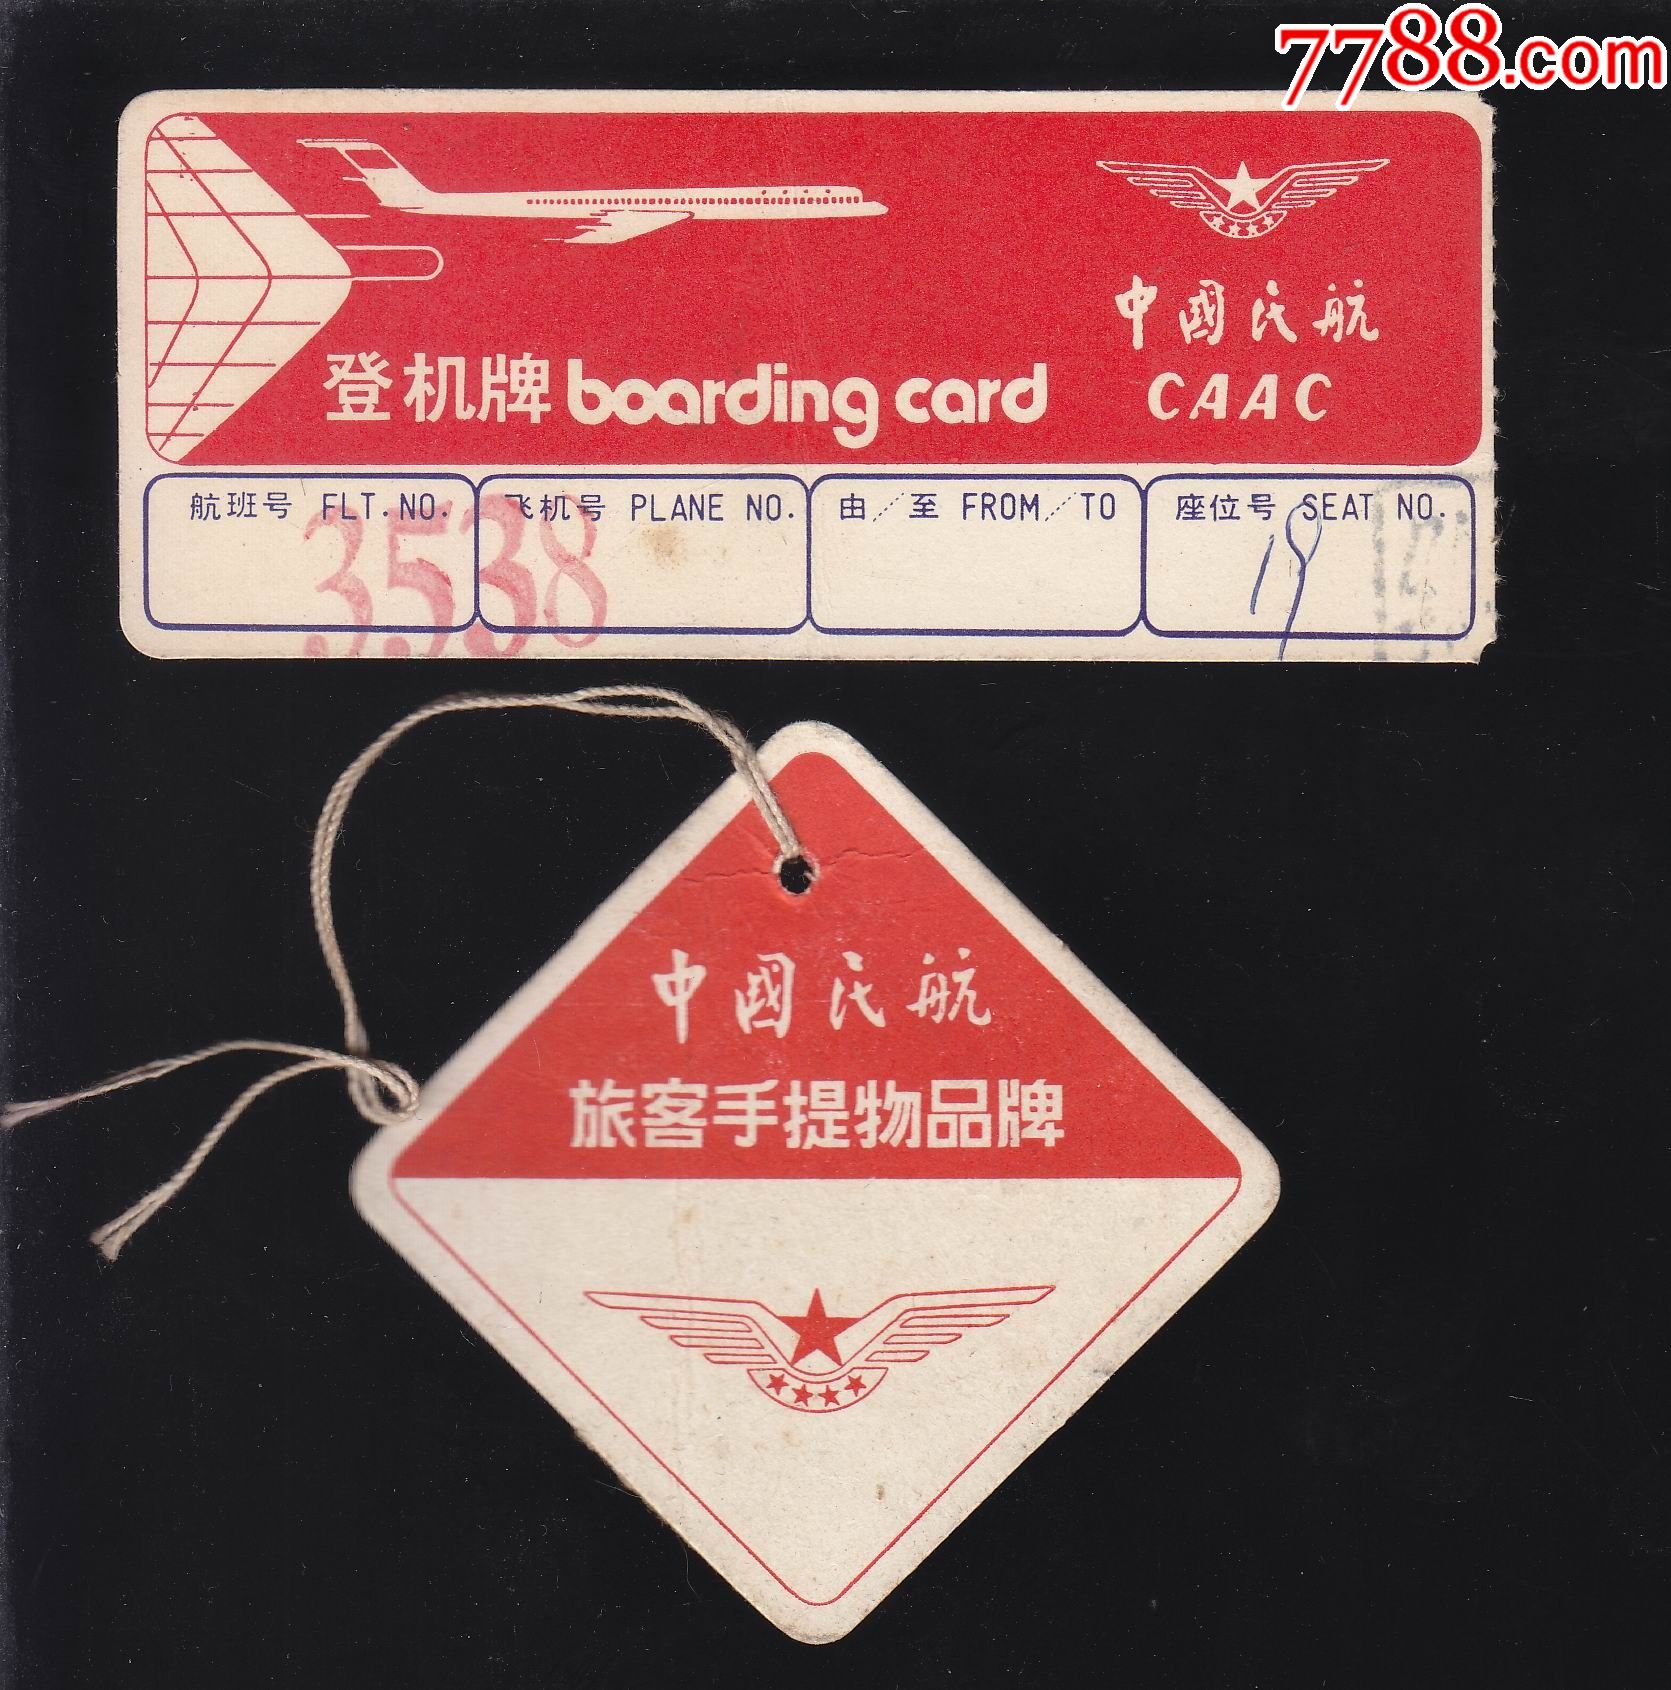 7788.com
中國民航
登机牌 boarding card CAAC
航班号 FLT. NO. 飞机号 PLANE NO. 由/至 FROM/TO 座位号 SEAT NO.
3538 19
中國民航
旅客手提物品牌